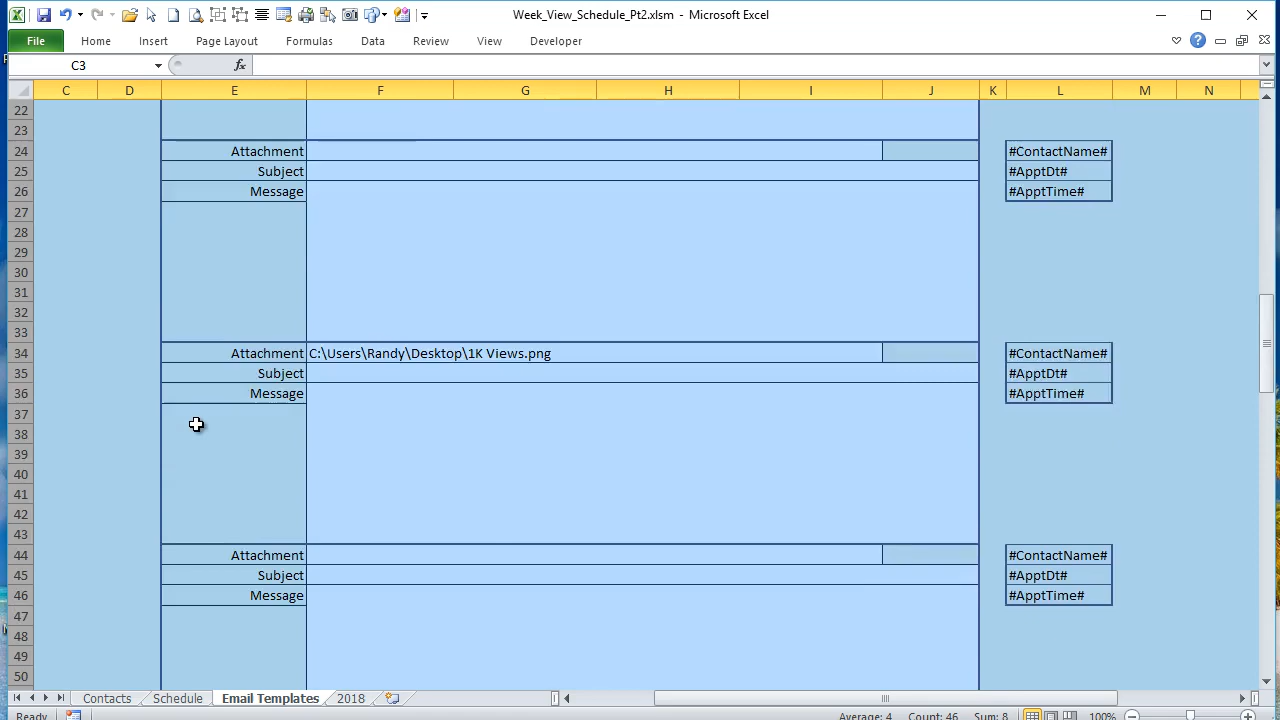 Week_View_Schedule_Pt2.xlsm - Microsoft Excel
File Home Insert Page Layout Formulas Data Review View Developer
C3 fx
C D E F G H I J K L M N
22
23
24 Attachment #ContactName#
25 Subject #ApptDt#
26 Message #ApptTime#
27
28
29
30
31
32
33
34 Attachment C:\Users\Randy\Desktop\1K Views.png #ContactName#
35 Subject #ApptDt#
36 Message #ApptTime#
37
38
39
40
41
42
43
44 Attachment #ContactName#
45 Subject #ApptDt#
46 Message #ApptTime#
47
48
49
50
Contacts Schedule Email Templates 2018
Ready Average: 4 Count: 46 Sum: 8 100%